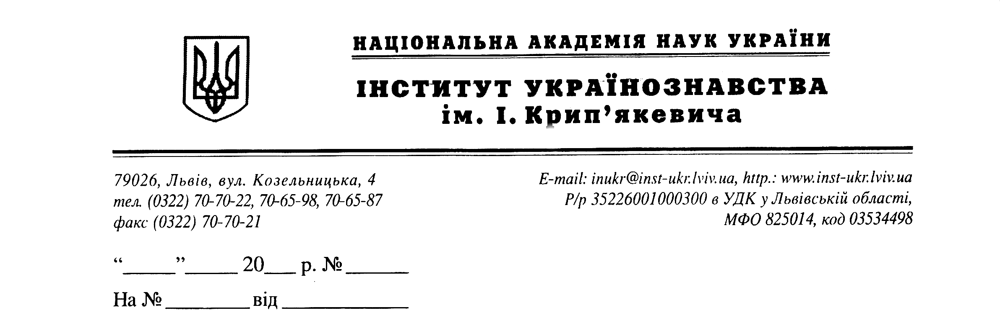 НАЦІОНАЛЬНА АКАДЕМІЯ НАУК УКРАЇНИ
ІНСТИТУТ УКРАЇНОЗНАВСТВА
ім. І. Крип’якевича
79026, Львів, вул. Козельницька, 4
тел. (0322) 70-70-22, 70-65-98, 70-65-87
факс (0322) 70-70-21
E-mail: inukr@inst-ukr.lviv.ua, http.: www.inst-ukr.lviv.ua
Р/р 35226001000300 в УДК у Львівській області,
МФО 825014, код 03534498
“_____”_____ 20___ р. № ______
На № ________ від ____________